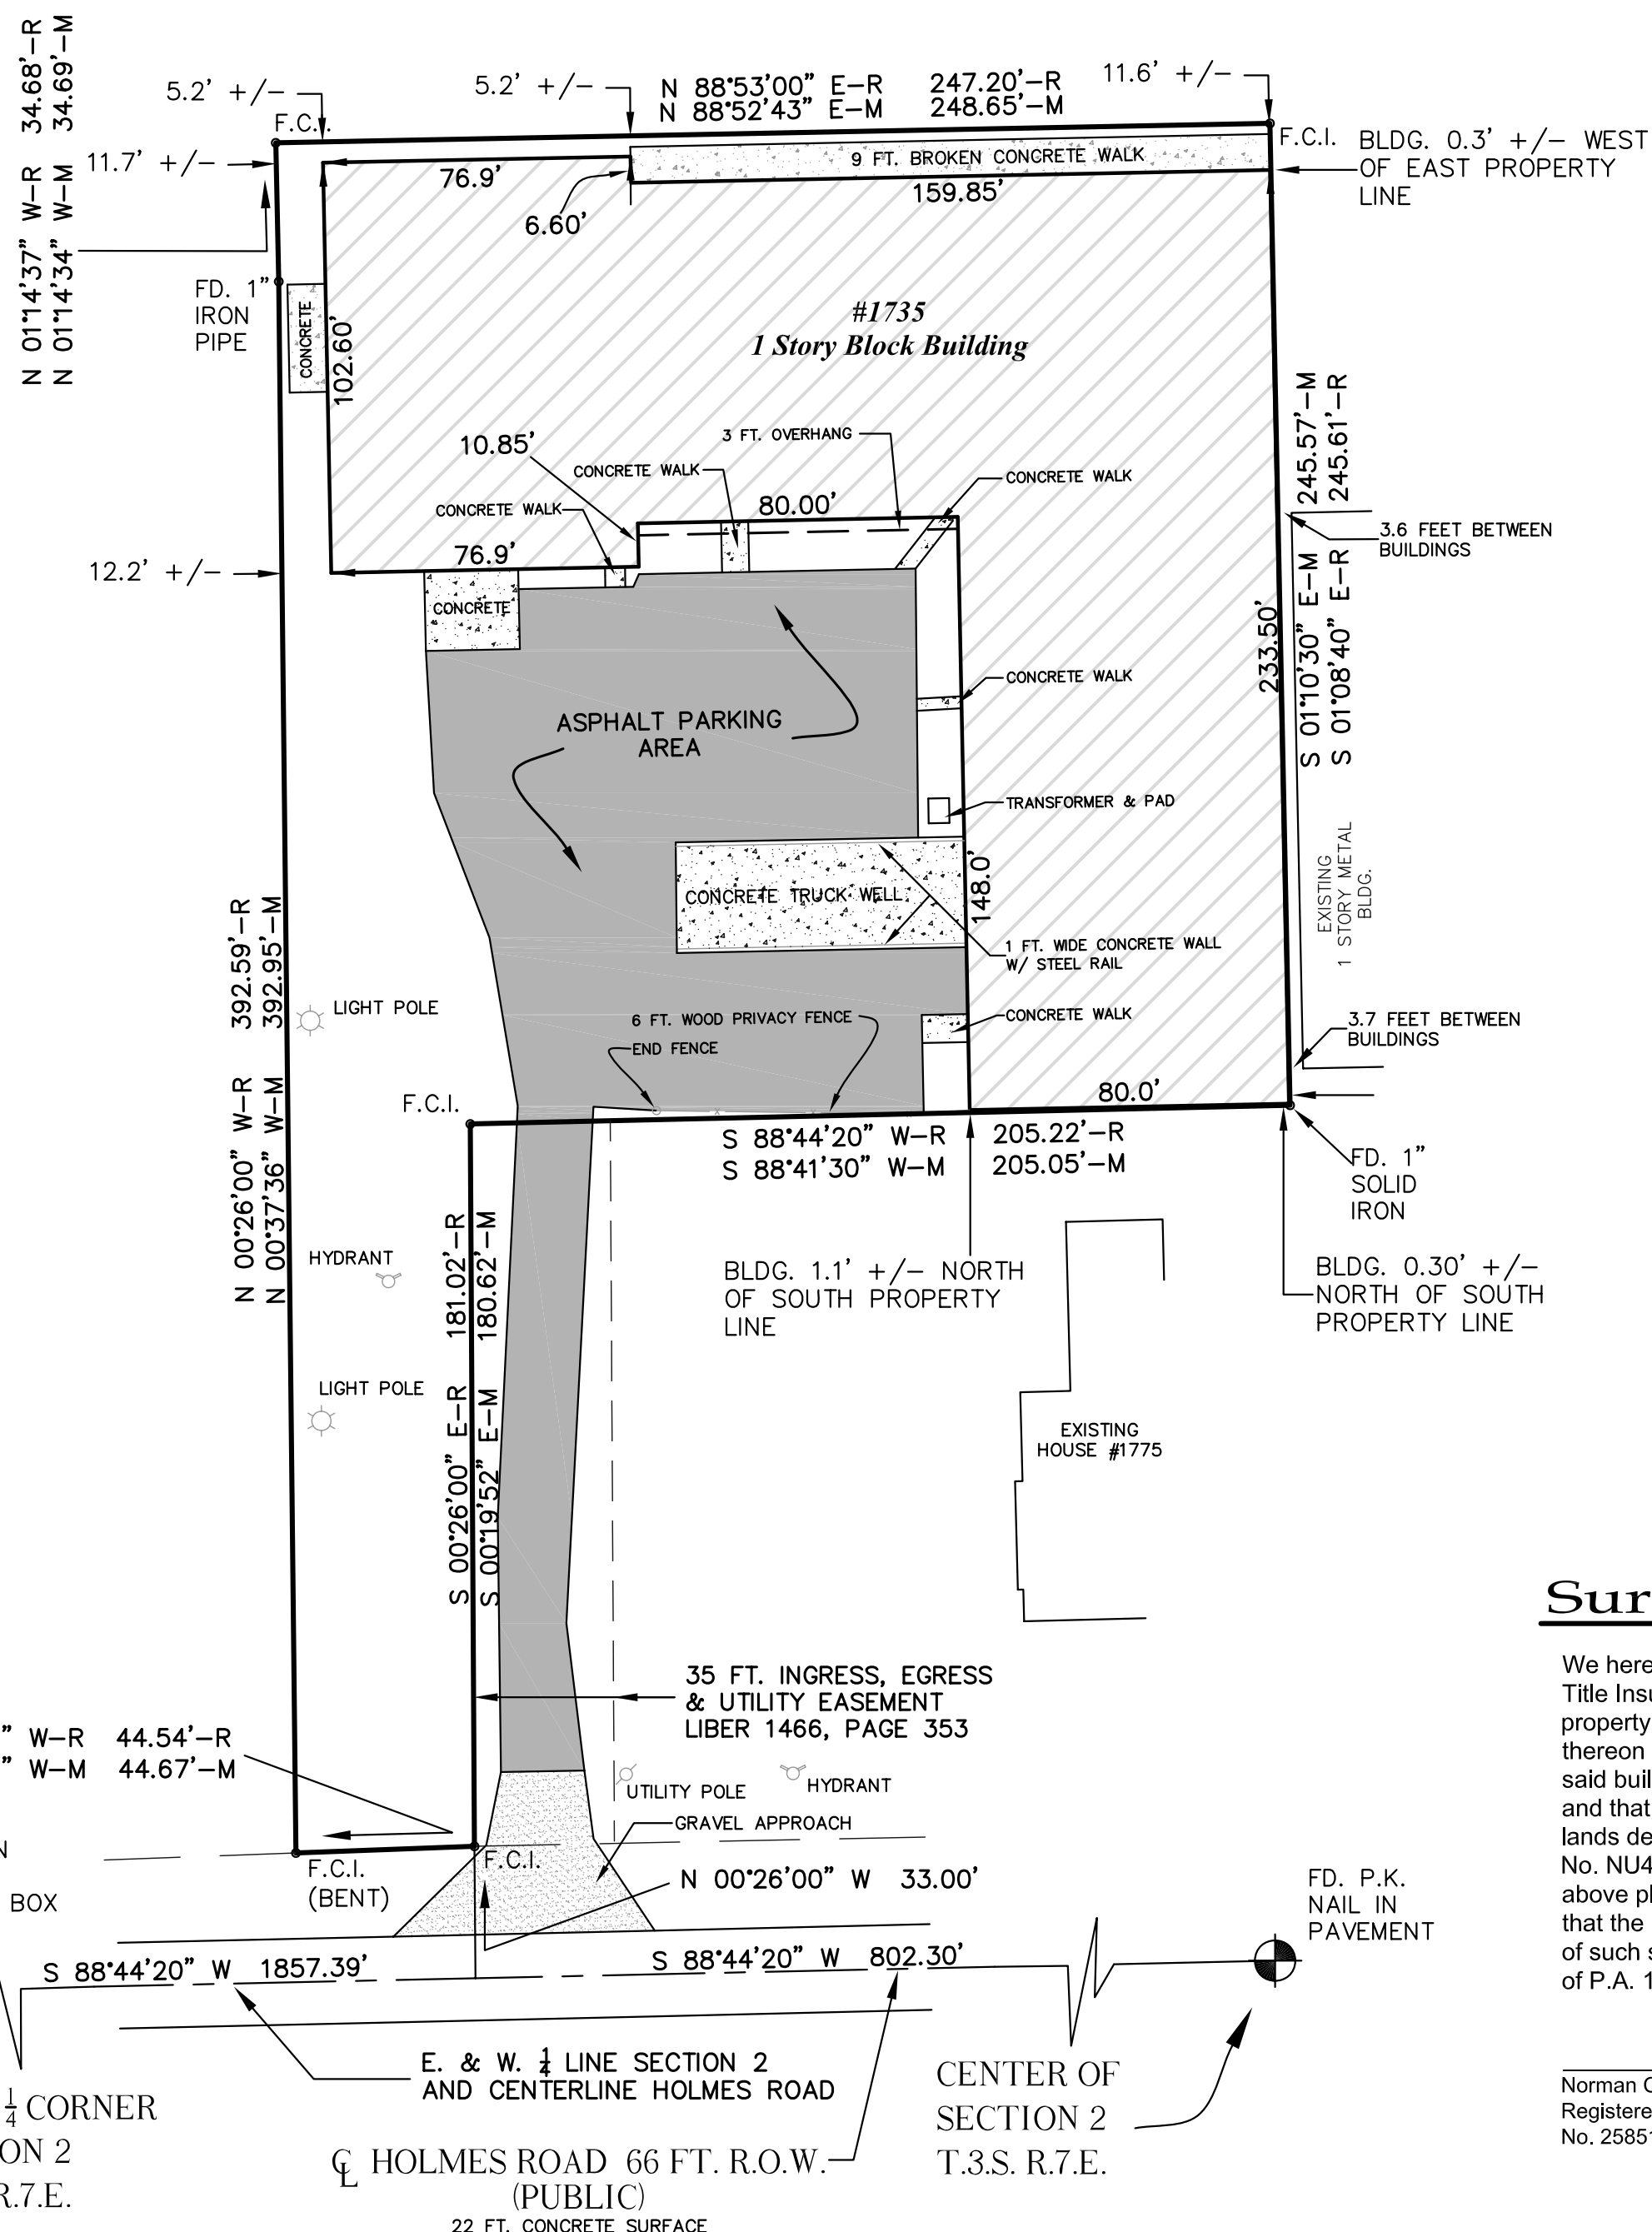 N 01°14'37" W-R 34.68'-R
N 01°14'34" W-M 34.69'-M
5.2' +/-
5.2' +/-
N 88°53'00" E-R 247.20'-R
N 88°52'43" E-M 248.65'-M
11.6' +/-
F.C.I.
F.C.I.
BLDG. 0.3' +/- WEST
OF EAST PROPERTY
LINE
11.7' +/-
76.9'
9 FT. BROKEN CONCRETE WALK
159.85'
6.60'
FD. 1"
IRON
PIPE
CONCRETE
102.60'
#1735
1 Story Block Building
10.85'
3 FT. OVERHANG
CONCRETE WALK
CONCRETE WALK
CONCRETE WALK
80.00'
76.9'
12.2' +/-
CONCRETE
S 01°10'30" E-M 245.57'-M
S 01°08'40" E-R 245.61'-R
3.6 FEET BETWEEN
BUILDINGS
233.50'
CONCRETE WALK
ASPHALT PARKING
AREA
TRANSFORMER & PAD
CONCRETE TRUCK WELL
148.0'
1 FT. WIDE CONCRETE WALL
W/ STEEL RAIL
EXISTING
1 STORY METAL
BLDG.
N 00°26'00" W-R 392.59'-R
N 00°37'36" W-M 392.95'-M
LIGHT POLE
6 FT. WOOD PRIVACY FENCE
END FENCE
CONCRETE WALK
3.7 FEET BETWEEN
BUILDINGS
F.C.I.
80.0'
S 88°44'20" W-R 205.22'-R
S 88°41'30" W-M 205.05'-M
FD. 1"
SOLID
IRON
HYDRANT
S 00°26'00" E-R 181.02'-R
S 00°19'52" E-M 180.62'-M
BLDG. 1.1' +/- NORTH
OF SOUTH PROPERTY
LINE
BLDG. 0.30' +/-
NORTH OF SOUTH
PROPERTY LINE
LIGHT POLE
EXISTING
HOUSE #1775
35 FT. INGRESS, EGRESS
& UTILITY EASEMENT
LIBER 1466, PAGE 353
" W-R 44.54'-R
" W-M 44.67'-M
UTILITY POLE
HYDRANT
GRAVEL APPROACH
N
BOX
F.C.I.
(BENT)
F.C.I.
N 00°26'00" W 33.00'
FD. P.K.
NAIL IN
PAVEMENT
S 88°44'20" W 1857.39'
S 88°44'20" W 802.30'
E. & W. 1/4 LINE SECTION 2
AND CENTERLINE HOLMES ROAD
CENTER OF
SECTION 2
T.3.S. R.7.E.
1/4 CORNER
ON 2
R.7.E.
℄ HOLMES ROAD 66 FT. R.O.W.
(PUBLIC)
22 FT. CONCRETE SURFACE
Sur
We here
Title Insu
property
thereon
said buil
and that
lands de
No. NU4
above pl
that the
of such s
of P.A. 1
Norman C
Registere
No. 25851